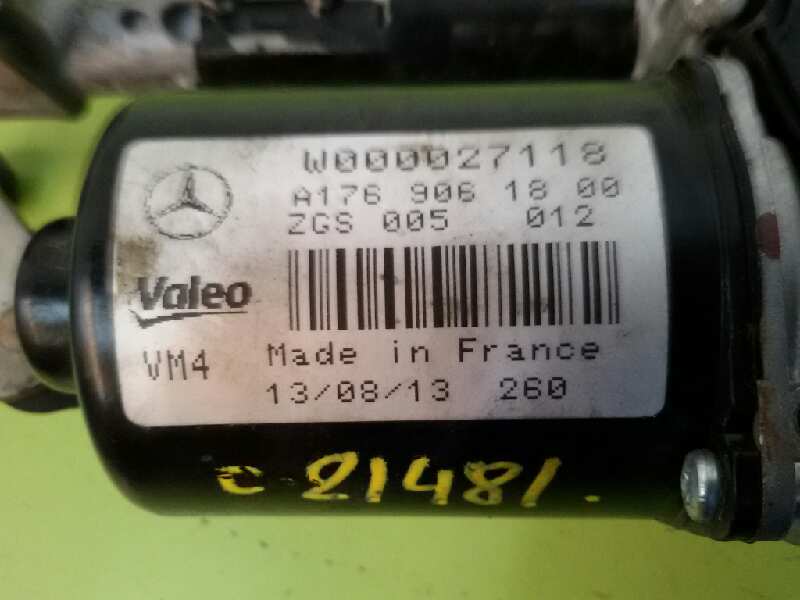 W000027118
A176 906 18 00
ZGS 005 012
Valeo
VM4
Made in France
13/08/13 260
C 21481.